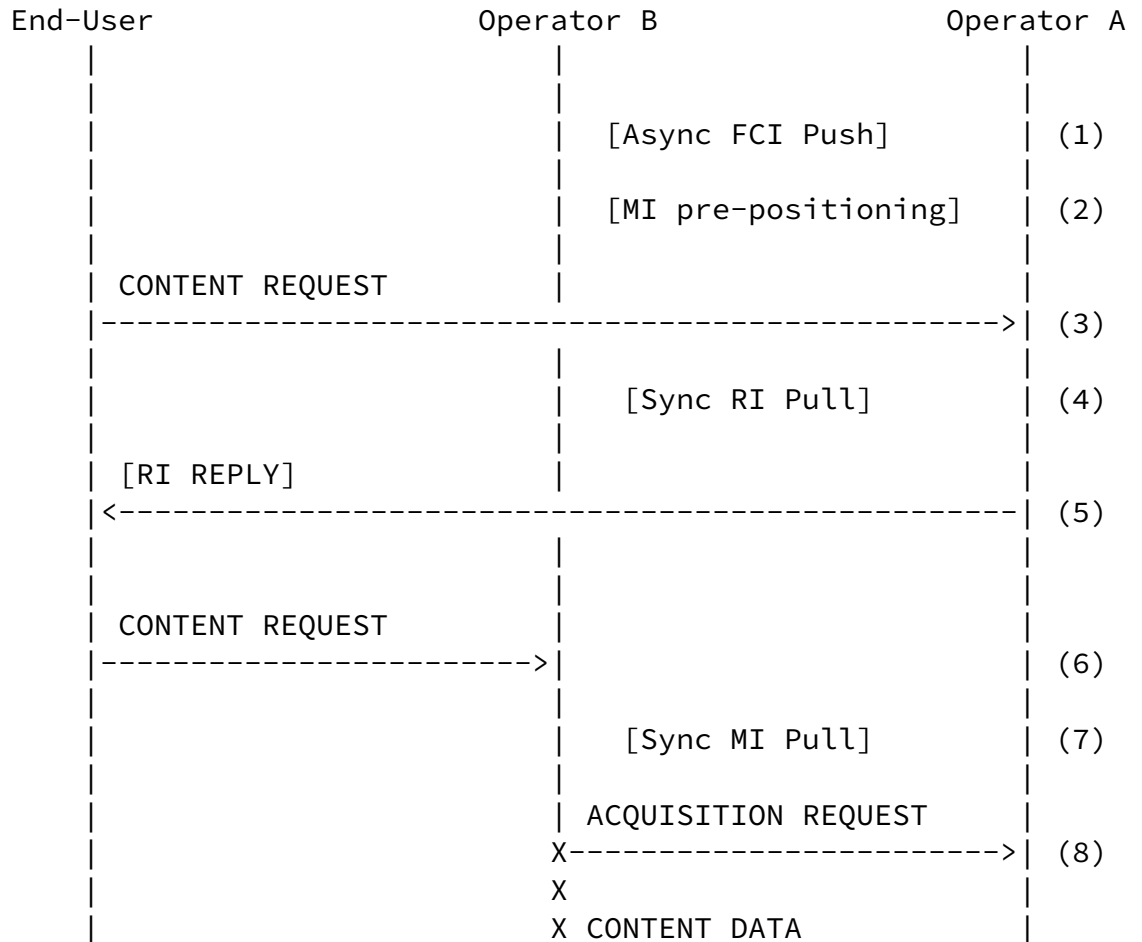 End-User Operator B Operator A
[Async FCI Push] (1)
[MI pre-positioning] (2)
CONTENT REQUEST
(3)
[Sync RI Pull] (4)
[RI REPLY]
(5)
CONTENT REQUEST
(6)
[Sync MI Pull] (7)
ACQUISITION REQUEST
X (8)
X
X CONTENT DATA